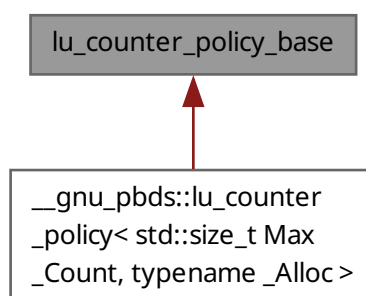 lu_counter_policy_base
__gnu_pbds::lu_counter
_policy< std::size_t Max
_Count, typename _Alloc >